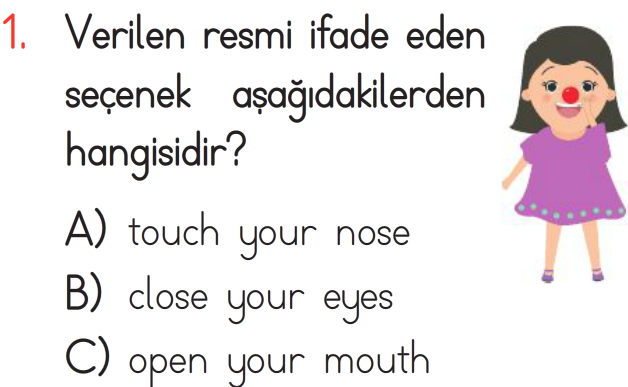 1. Verilen resmi ifade eden
seçenek aşağıdakilerden
hangisidir?
A) touch your nose
B) close your eyes
C) open your mouth